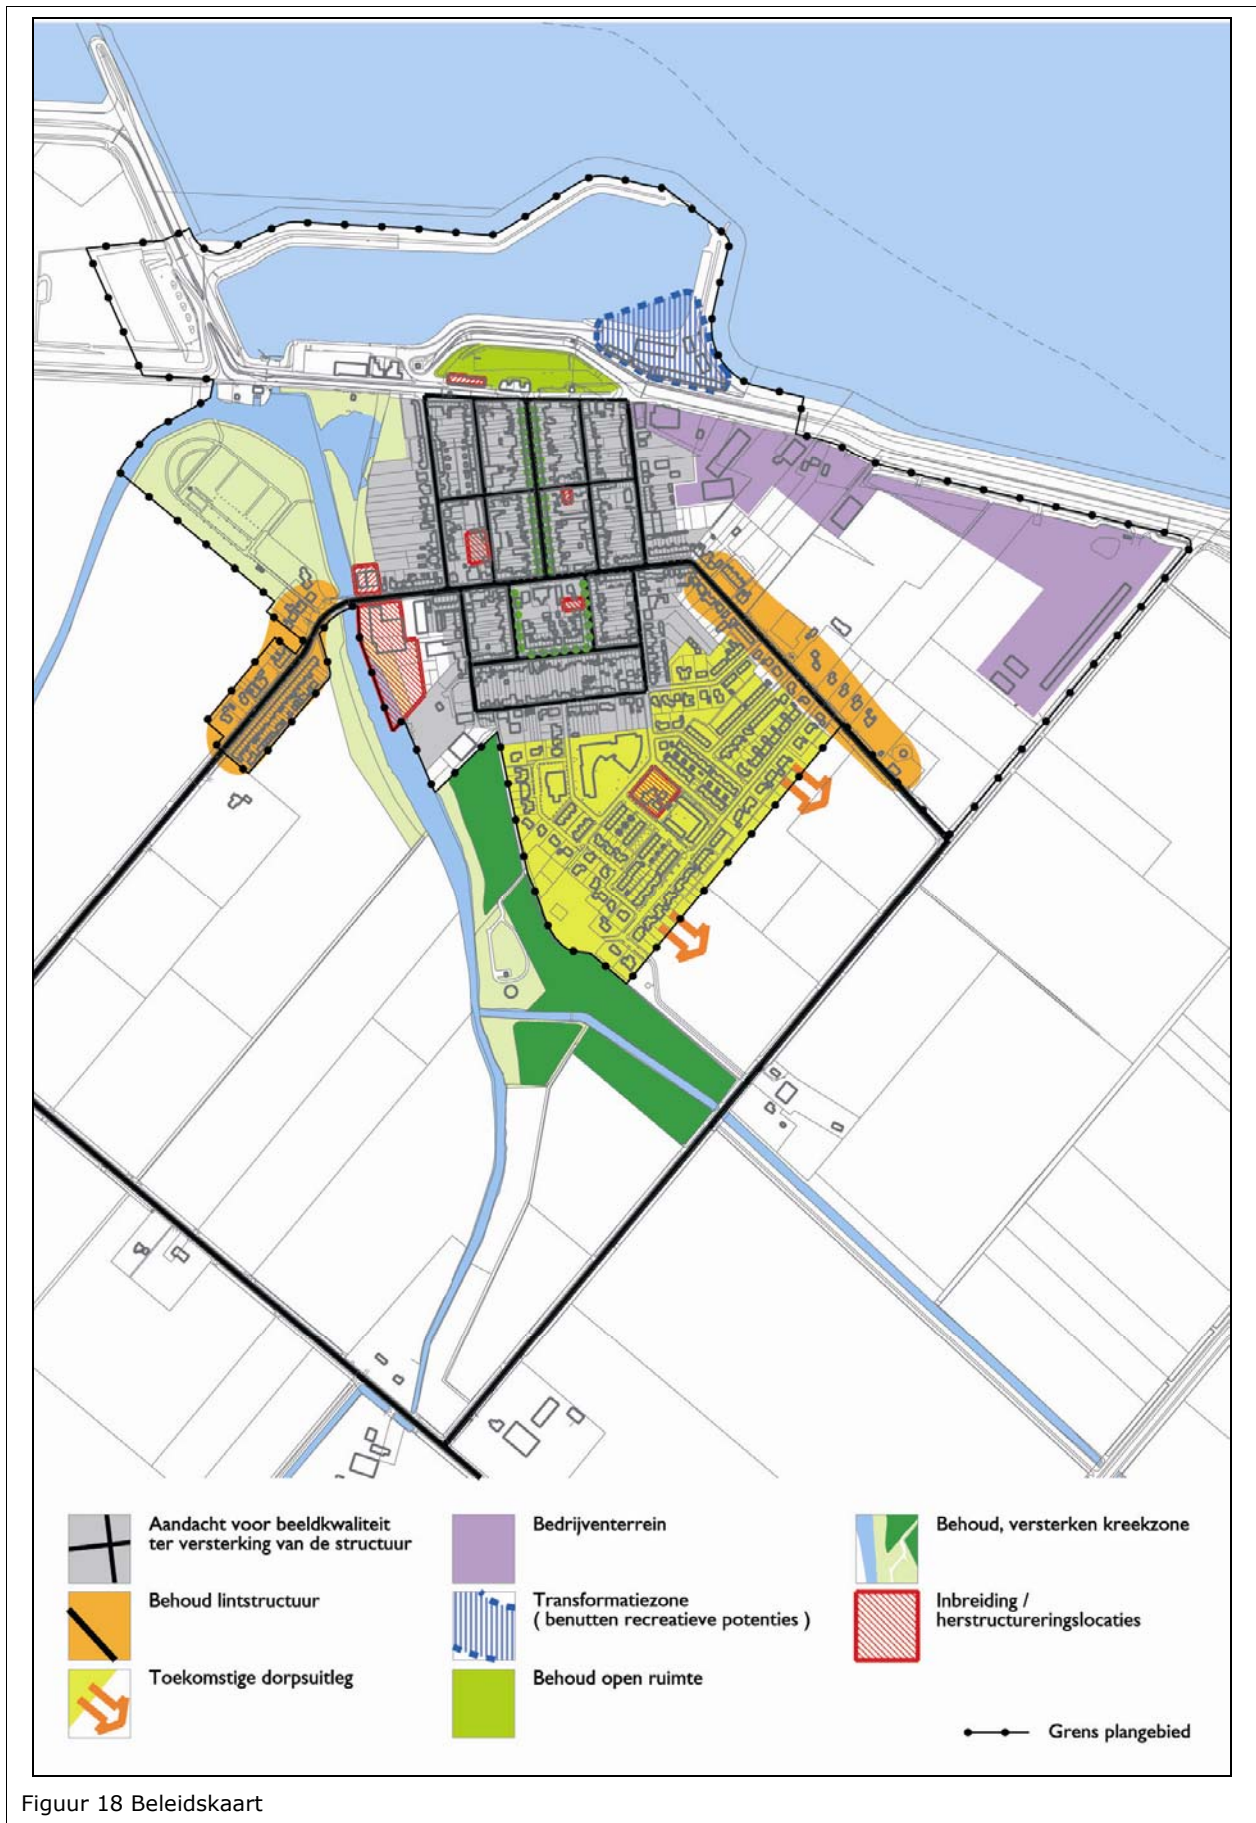 Aandacht voor beeldkwaliteit
ter versterking van de structuur
Behoud lintstructuur
Toekomstige dorpsuitleg
Bedrijventerrein
Transformatiezone
( benutten recreatieve potenties )
Behoud open ruimte
Behoud, versterken kreekzone
Inbreiding /
herstructureringslocaties
Grens plangebied
Figuur 18 Beleidskaart